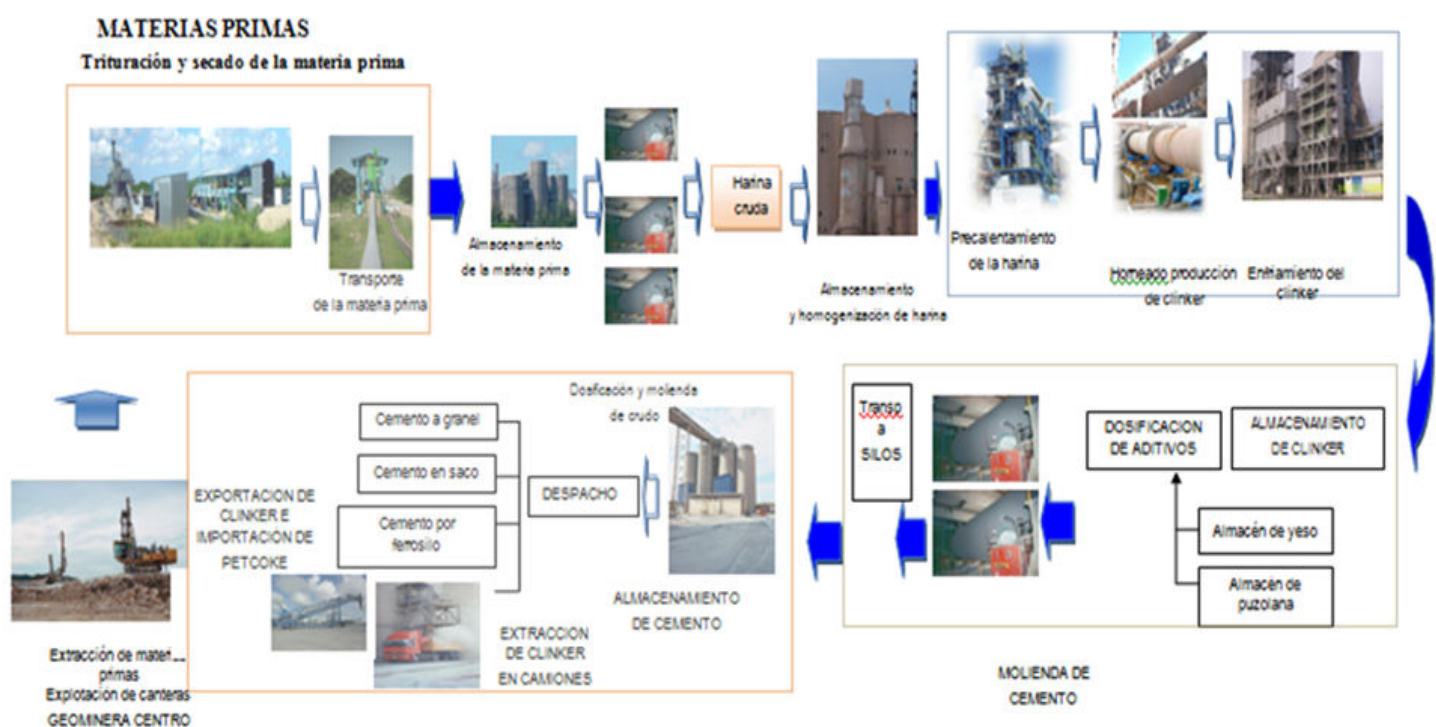 MATERIAS PRIMAS
Trituración y secado de la materia prima
Transporte
de la materia prima
Almacenamiento
de la materia prima
Harina
cruda
Almacenamiento
y homogenización de harina
Precalentamiento
de la harina
Horneado producción
de clinker
Enfriamiento del
clinker
Extracción de materi
primas
Explotación de canteras
GEOMINERA CENTRO
EXPORTACION DE
CLINKER E
IMPORTACION DE
PETCOKE
Cemento a granel
Cemento en saco
Cemento por
ferrosilo
DESPACHO
Dosificación y molienda
de crudo
ALMACENAMIENTO
DE CEMENTO
EXTRACCION
DE CLINKER
EN CAMIONES
Transp
a
SILOS
DOSIFICACION
DE ADITIVOS
ALMACENAMIENTO
DE CLINKER
Almacén de yeso
Almacén de
puzolana
MOLIENDA DE
CEMENTO